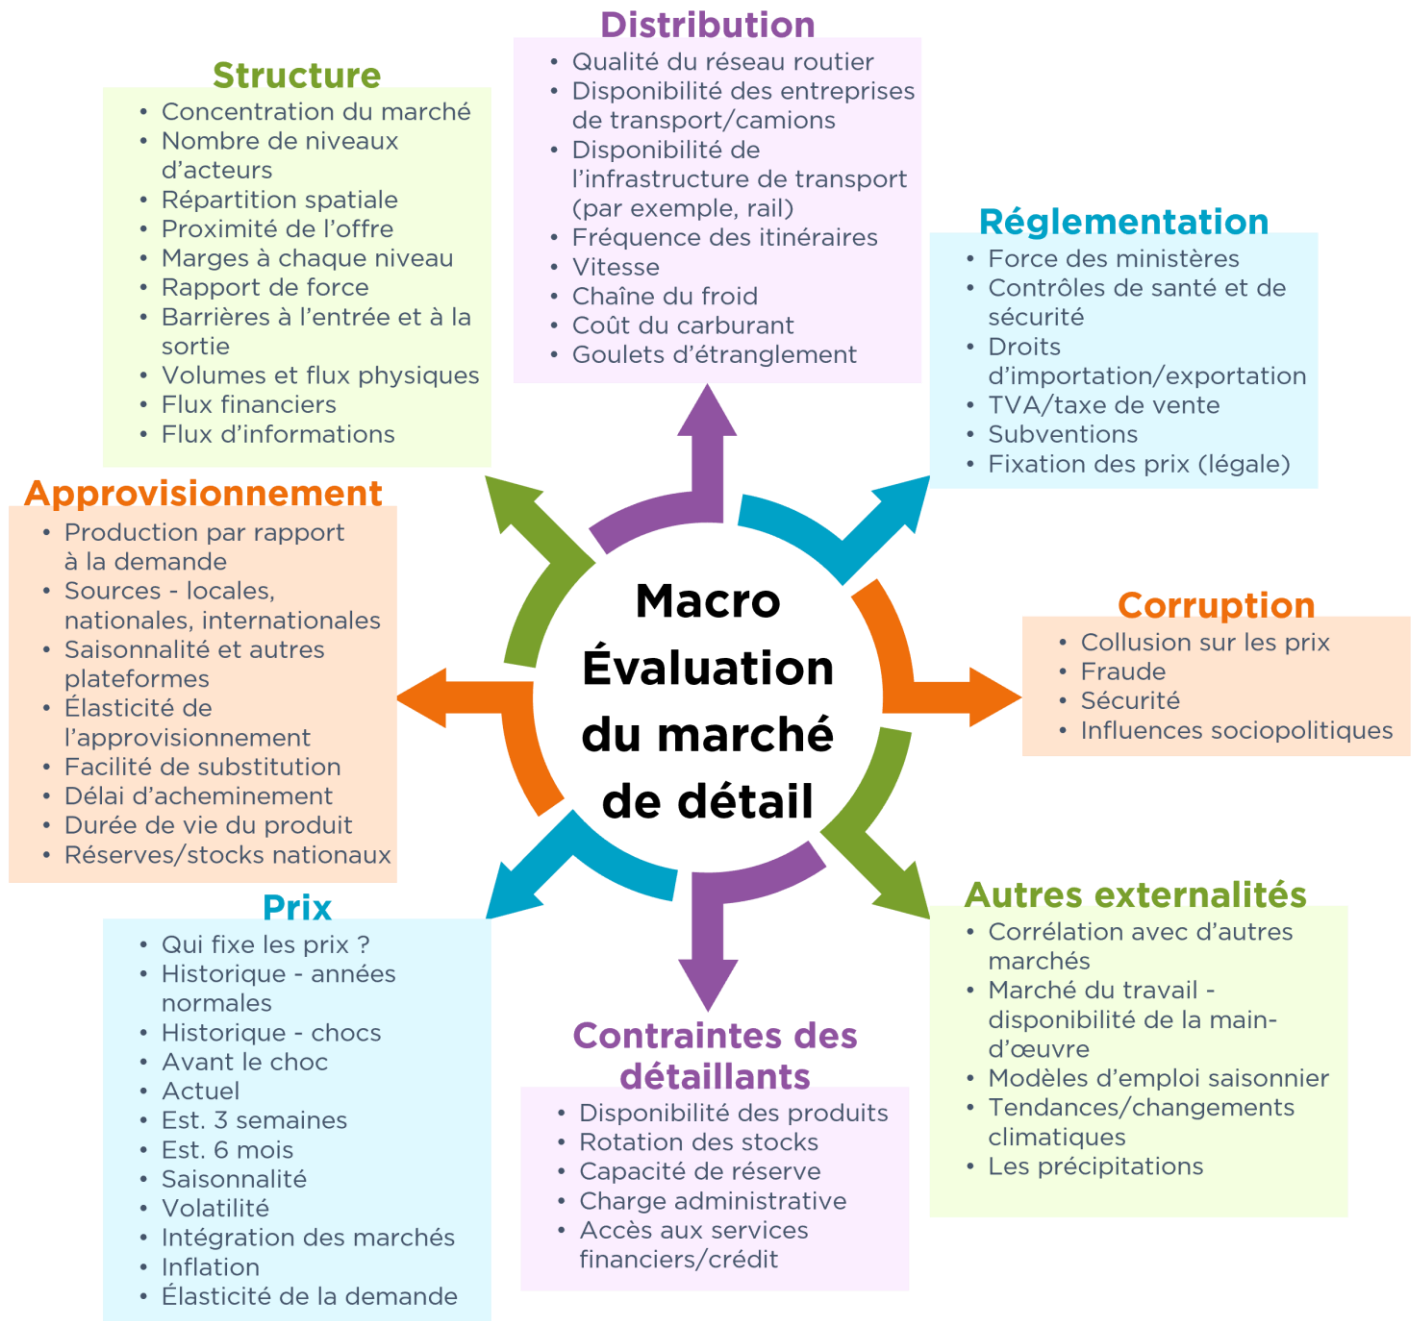 Distribution
• Qualité du réseau routier
• Disponibilité des entreprises
de transport/camions
• Disponibilité de
l’infrastructure de transport
(par exemple, rail)
• Fréquence des itinéraires
• Vitesse
• Chaîne du froid
• Coût du carburant
• Goulets d’étranglement
Structure
• Concentration du marché
• Nombre de niveaux
d’acteurs
• Répartition spatiale
• Proximité de l’offre
• Marges à chaque niveau
• Rapport de force
• Barrières à l’entrée et à la
sortie
• Volumes et flux physiques
• Flux financiers
• Flux d’informations
Réglementation
• Force des ministères
• Contrôles de santé et de
sécurité
• Droits
d’importation/exportation
• TVA/taxe de vente
• Subventions
• Fixation des prix (légale)
Approvisionnement
• Production par rapport
à la demande
• Sources - locales,
nationales, internationales
• Saisonnalité et autres
plateformes
• Élasticité de
l’approvisionnement
• Facilité de substitution
• Délai d’acheminement
• Durée de vie du produit
• Réserves/stocks nationaux
Macro
Évaluation
du marché
de détail
Corruption
• Collusion sur les prix
• Fraude
• Sécurité
• Influences sociopolitiques
Prix
• Qui fixe les prix ?
• Historique - années
normales
• Historique - chocs
• Avant le choc
• Actuel
• Est. 3 semaines
• Est. 6 mois
• Saisonnalité
• Volatilité
• Intégration des marchés
• Inflation
• Élasticité de la demande
Contraintes des
détaillants
• Disponibilité des produits
• Rotation des stocks
• Capacité de réserve
• Charge administrative
• Accès aux services
financiers/crédit
Autres externalités
• Corrélation avec d’autres
marchés
• Marché du travail -
disponibilité de la main-
d’œuvre
• Modèles d’emploi saisonnier
• Tendances/changements
climatiques
• Les précipitations